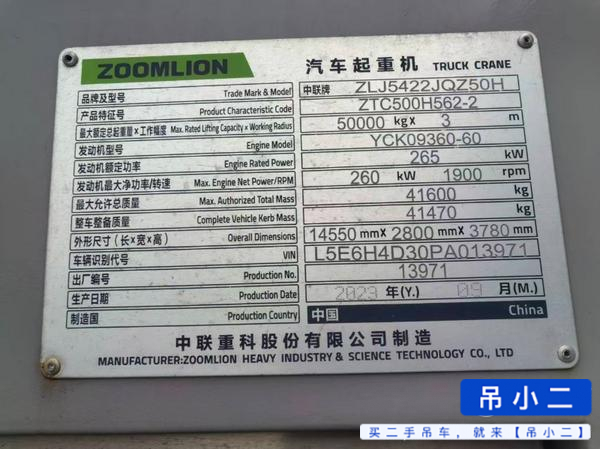 ZOOMLION 汽车起重机 TRUCK CRANE
品牌及型号 Trade Mark & Model 中联牌 ZLJ5422JQZ50H
产品特征号 Product Characteristic Code ZTC500H562-2
最大额定总起重量×工作幅度 Max. Rated Lifting Capacity × Working Radius 50000 kg× 3 m
发动机型号 Engine Model YCK09360-60
发动机额定功率 Engine Rated Power 265 kW
发动机最大净功率/转速 Max. Engine Net Power/RPM 260 kW 1900 rpm
最大允许总质量 Max. Authorized Total Mass 41600 kg
整车整备质量 Complete Vehicle Kerb Mass 41470 kg
外形尺寸 (长×宽×高) Overall Dimensions 14550 mm× 2800 mm× 3780 mm
车辆识别代号 VIN L5E6H4D30PA013971
出厂编号 Production No. 13971
生产日期 Production Date 2023 年(Y.) 09 月(M.)
制造国 Production Country 中国 China
中联重科股份有限公司制造
MANUFACTURER:ZOOMLION HEAVY INDUSTRY & SCIENCE TECHNOLOGY CO., LTD
吊小二
买二手吊车，就来【吊小二】